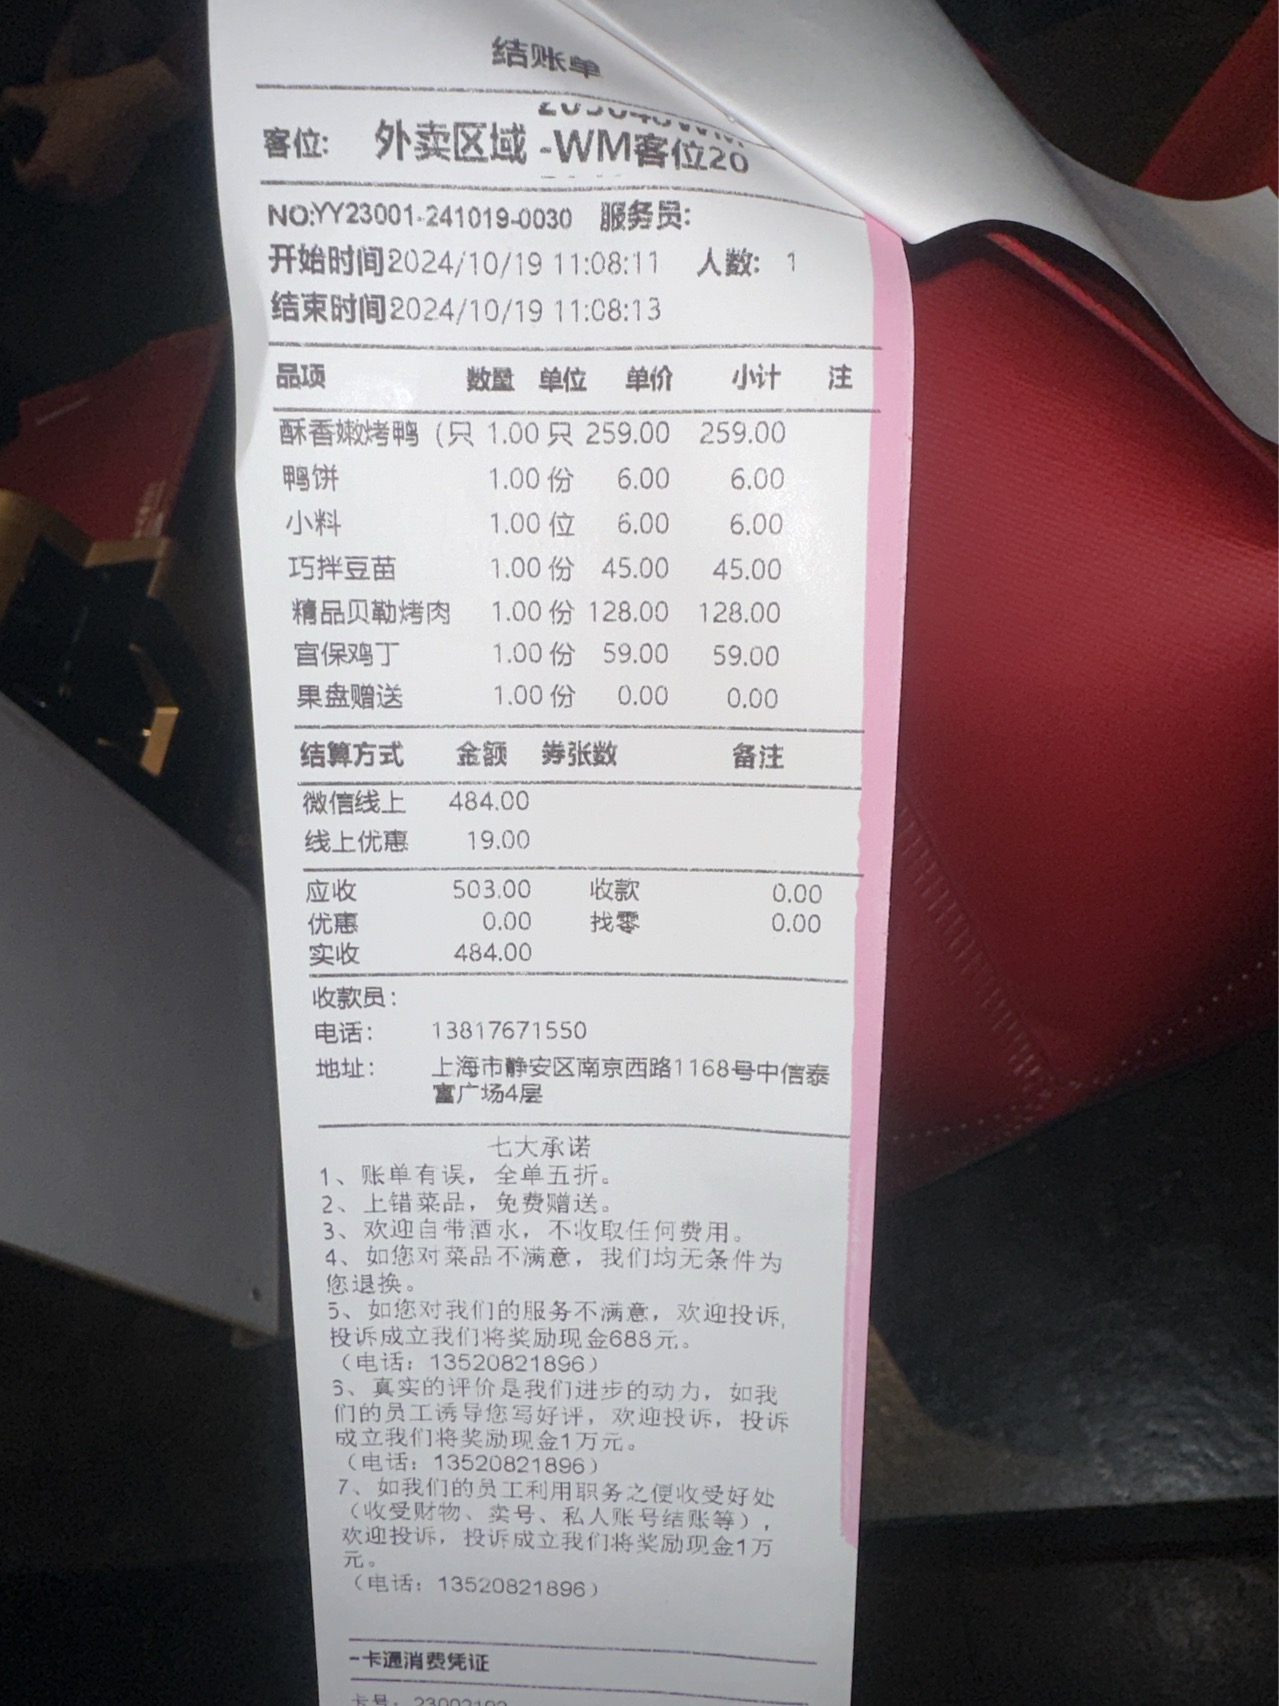 结账单
客位: 外卖区域 -WM客位20
NO:YY23001-241019-0030 服务员:
开始时间2024/10/19 11:08:11 人数: 1
结束时间2024/10/19 11:08:13
品项 数量 单位 单价 小计 注
酥香嫩烤鸭（只 1.00 只 259.00 259.00
鸭饼 1.00 份 6.00 6.00
小料 1.00 位 6.00 6.00
巧拌豆苗 1.00 份 45.00 45.00
精品贝勒烤肉 1.00 份 128.00 128.00
宫保鸡丁 1.00 份 59.00 59.00
果盘赠送 1.00 份 0.00 0.00
结算方式 金额 券张数 备注
微信线上 484.00
线上优惠 19.00
应收 503.00 收款 0.00
优惠 0.00 找零 0.00
实收 484.00
收款员:
电话: 13817671550
地址: 上海市静安区南京西路1168号中信泰
富广场4层
七大承诺
1、账单有误，全单五折。
2、上错菜品，免费赠送。
3、欢迎自带酒水，不收取任何费用。
4、如您对菜品不满意，我们均无条件为
您退换。
5、如您对我们的服务不满意，欢迎投诉,
投诉成立我们将奖励现金688元。
（电话：13520821896）
6、真实的评价是我们进步的动力，如我
们的员工诱导您写好评，欢迎投诉，投诉
成立我们将奖励现金1万元。
（电话：13520821896）
7、如我们的员工利用职务之便收受好处
（收受财物、卖号、私人账号结账等），
欢迎投诉，投诉成立我们将奖励现金1万
元。
（电话：13520821896）
一卡通消费凭证